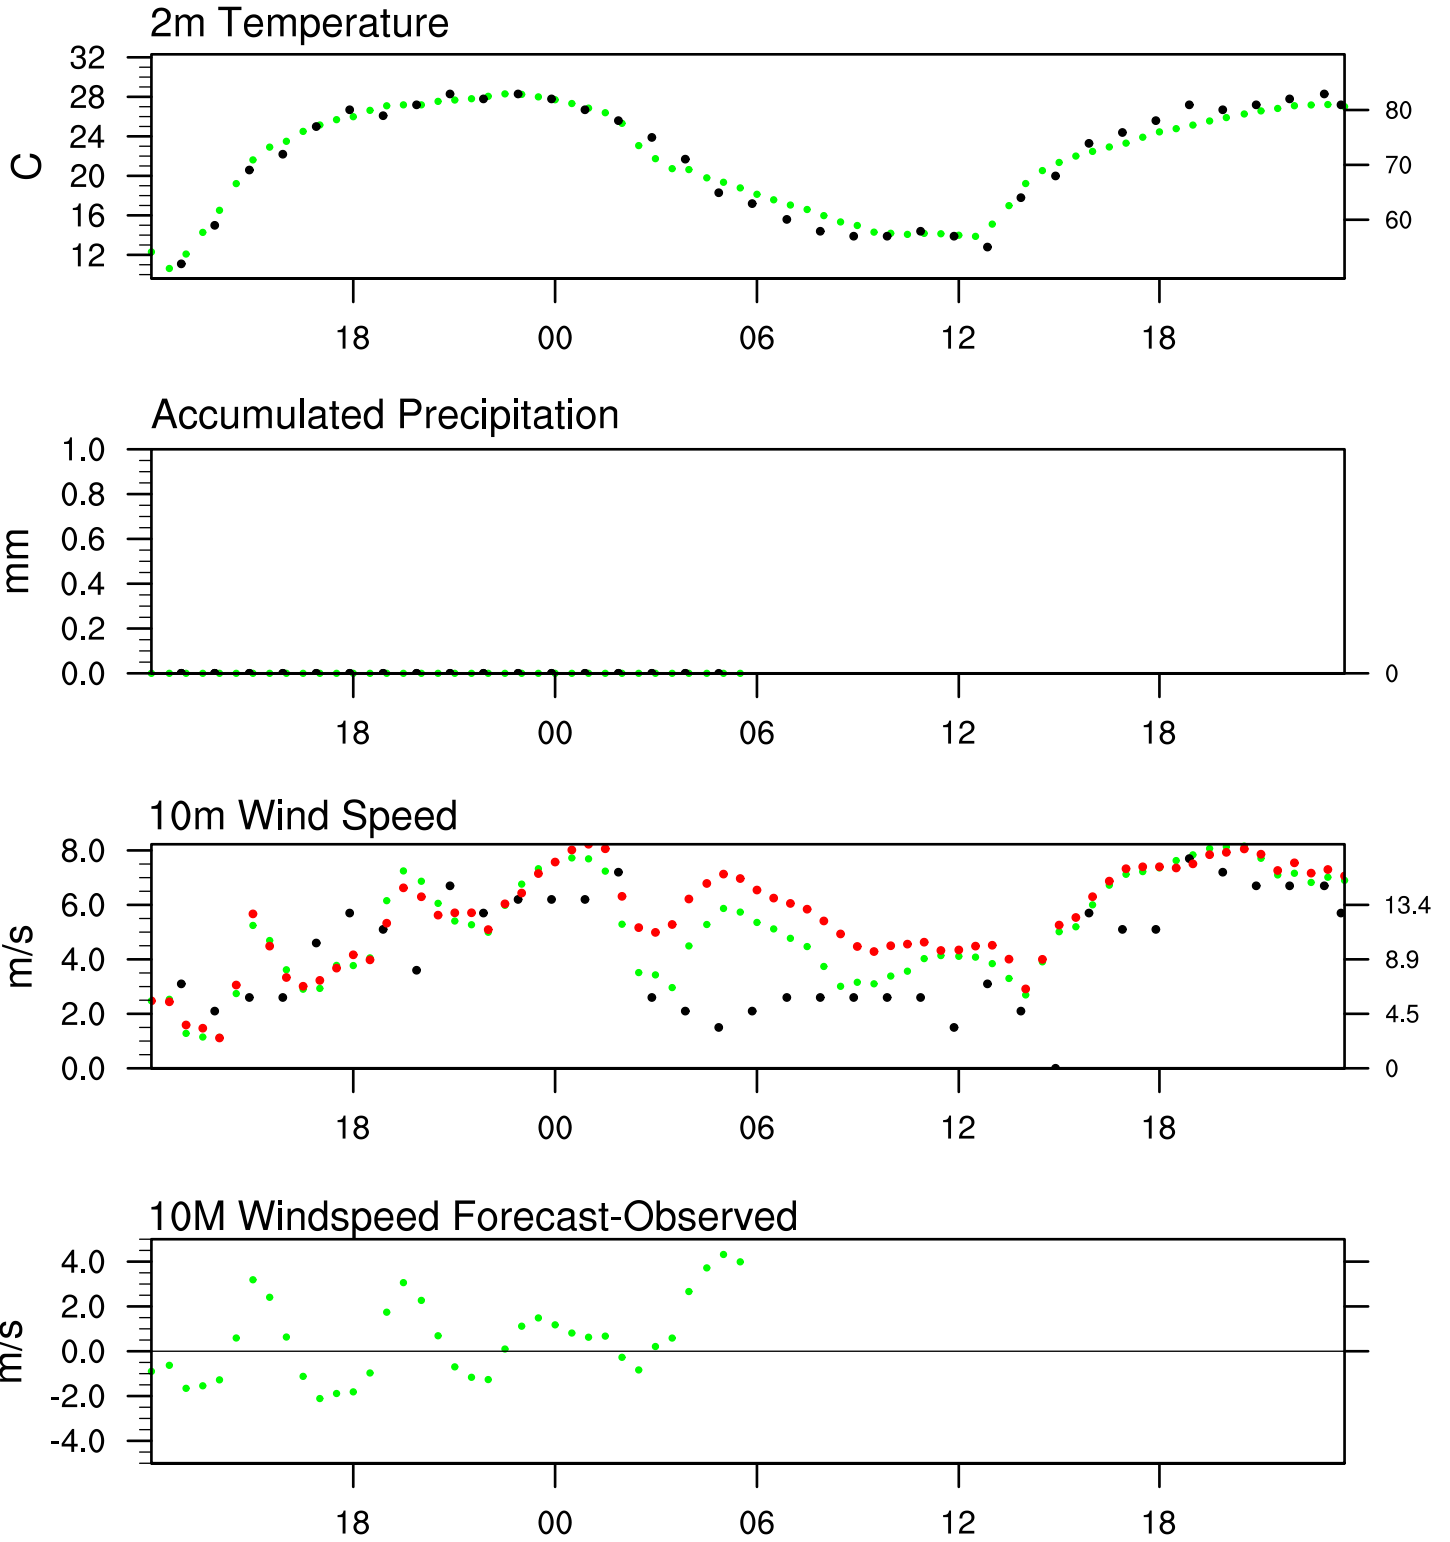 2m Temperature
32
28
24
20
16
12
C
80
70
60
18 00 06 12 18
Accumulated Precipitation
1.0
0.8
0.6
0.4
0.2
0.0
mm
0
18 00 06 12 18
10m Wind Speed
8.0
6.0
4.0
2.0
0.0
m/s
13.4
8.9
4.5
0
18 00 06 12 18
10M Windspeed Forecast-Observed
4.0
2.0
0.0
-2.0
-4.0
m/s
18 00 06 12 18